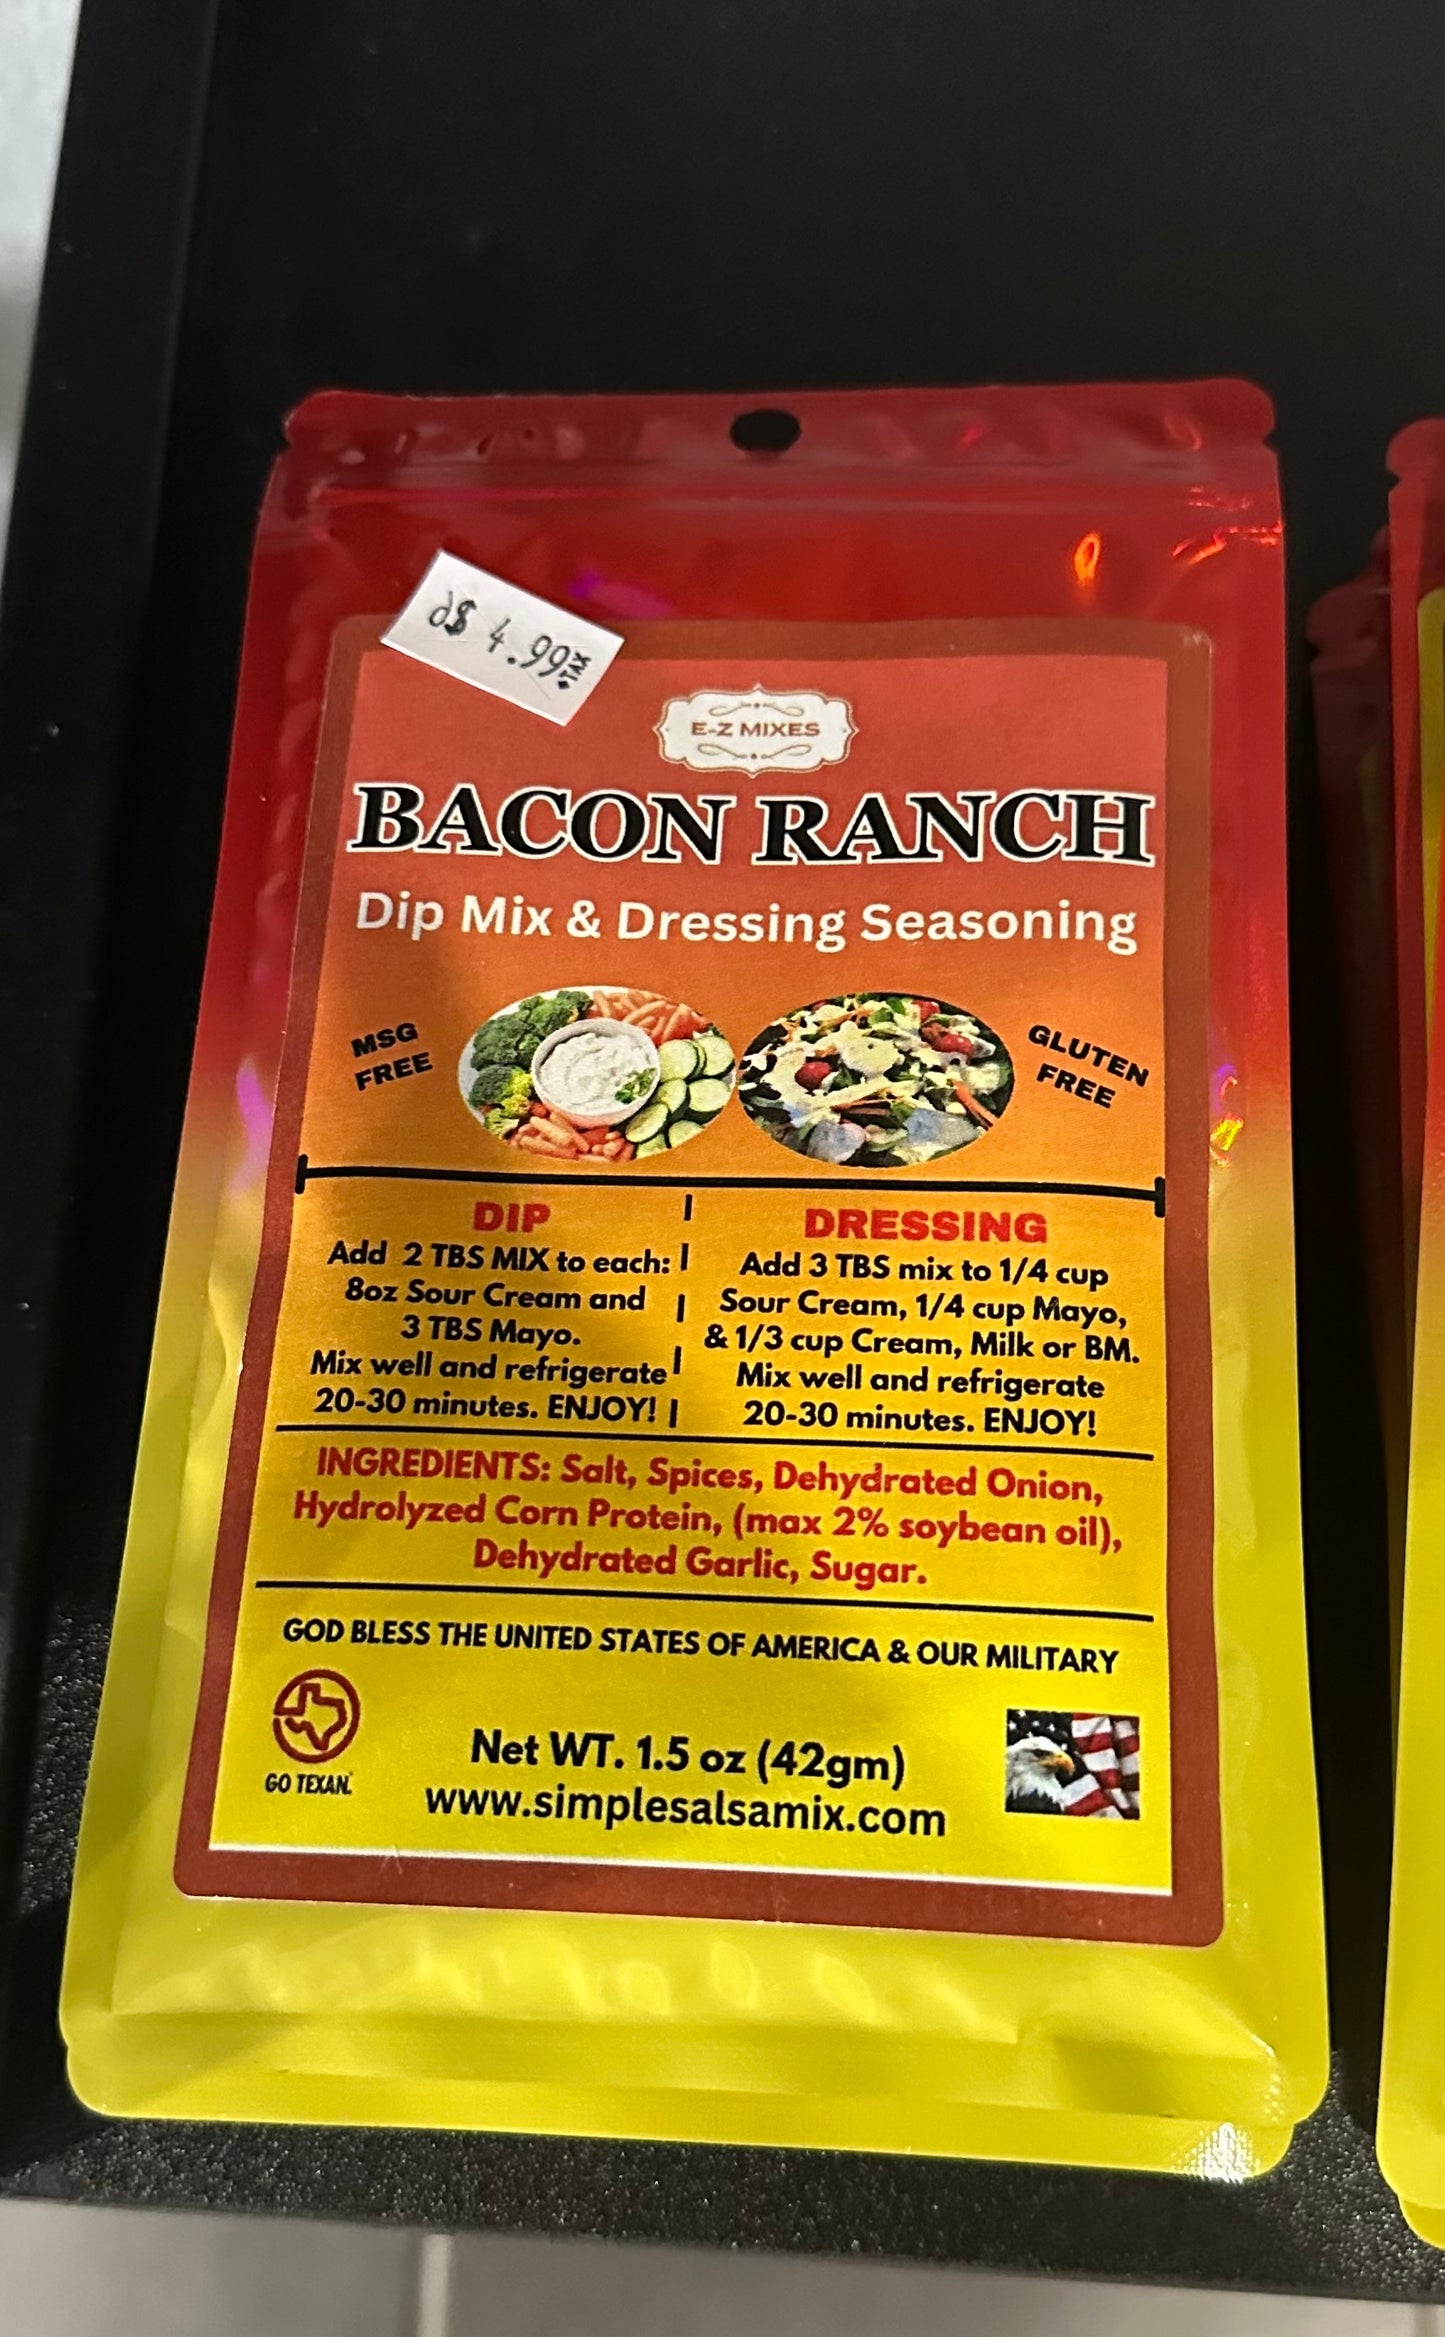 d$ 4.99 +TAX
E-Z MIXES
BACON RANCH
Dip Mix & Dressing Seasoning
MSG
FREE
GLUTEN
FREE
DIP
Add 2 TBS MIX to each:
8oz Sour Cream and
3 TBS Mayo.
Mix well and refrigerate
20-30 minutes. ENJOY!
DRESSING
Add 3 TBS mix to 1/4 cup
Sour Cream, 1/4 cup Mayo,
& 1/3 cup Cream, Milk or BM.
Mix well and refrigerate
20-30 minutes. ENJOY!
INGREDIENTS: Salt, Spices, Dehydrated Onion,
Hydrolyzed Corn Protein, (max 2% soybean oil),
Dehydrated Garlic, Sugar.
GOD BLESS THE UNITED STATES OF AMERICA & OUR MILITARY
GO TEXAN.
Net WT. 1.5 oz (42gm)
www.simplesalsamix.com